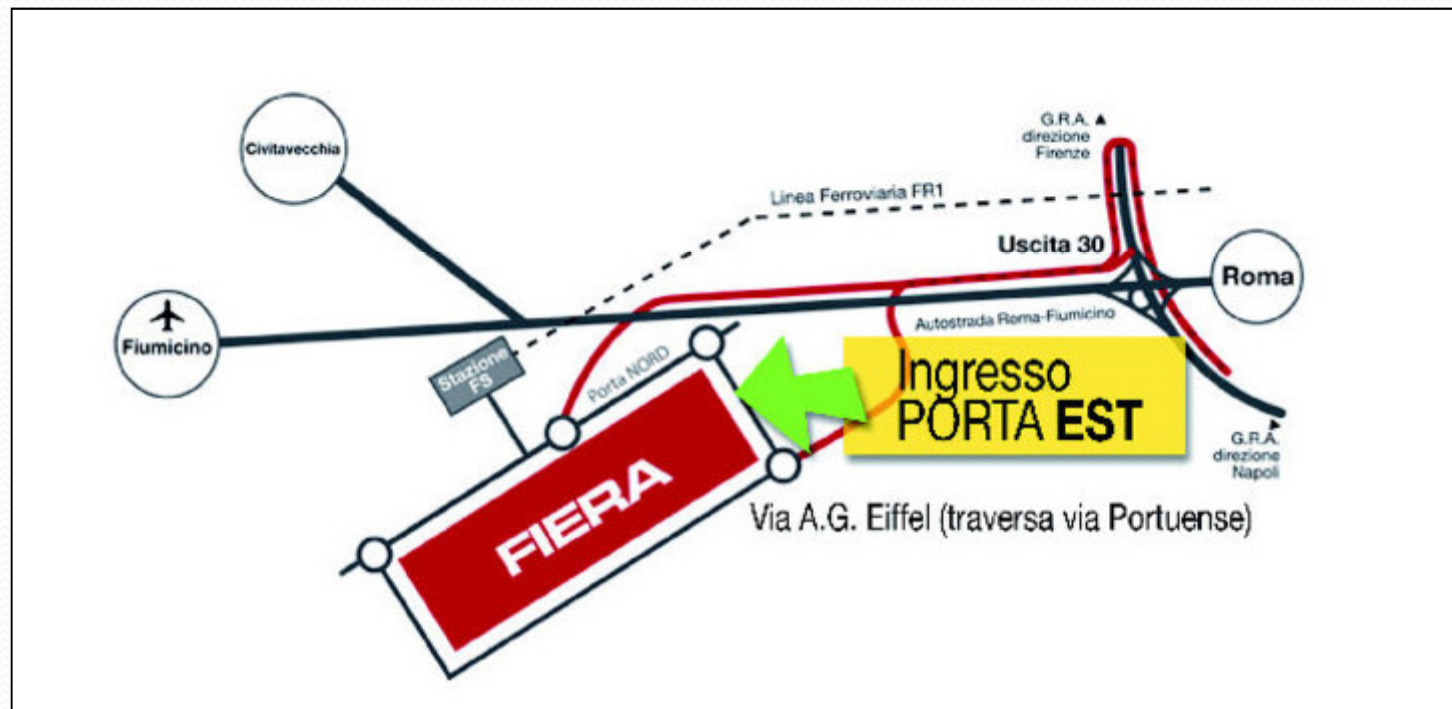 G.R.A. ▲
direzione
Firenze
Civitavecchia
Linea Ferroviaria FR1
Uscita 30
Roma
Fiumicino
Autostrada Roma-Fiumicino
Stazione
FS
Porta NORD
Ingresso
PORTA EST
G.R.A.
direzione
Napoli
FIERA
Via A.G. Eiffel (traversa via Portuense)